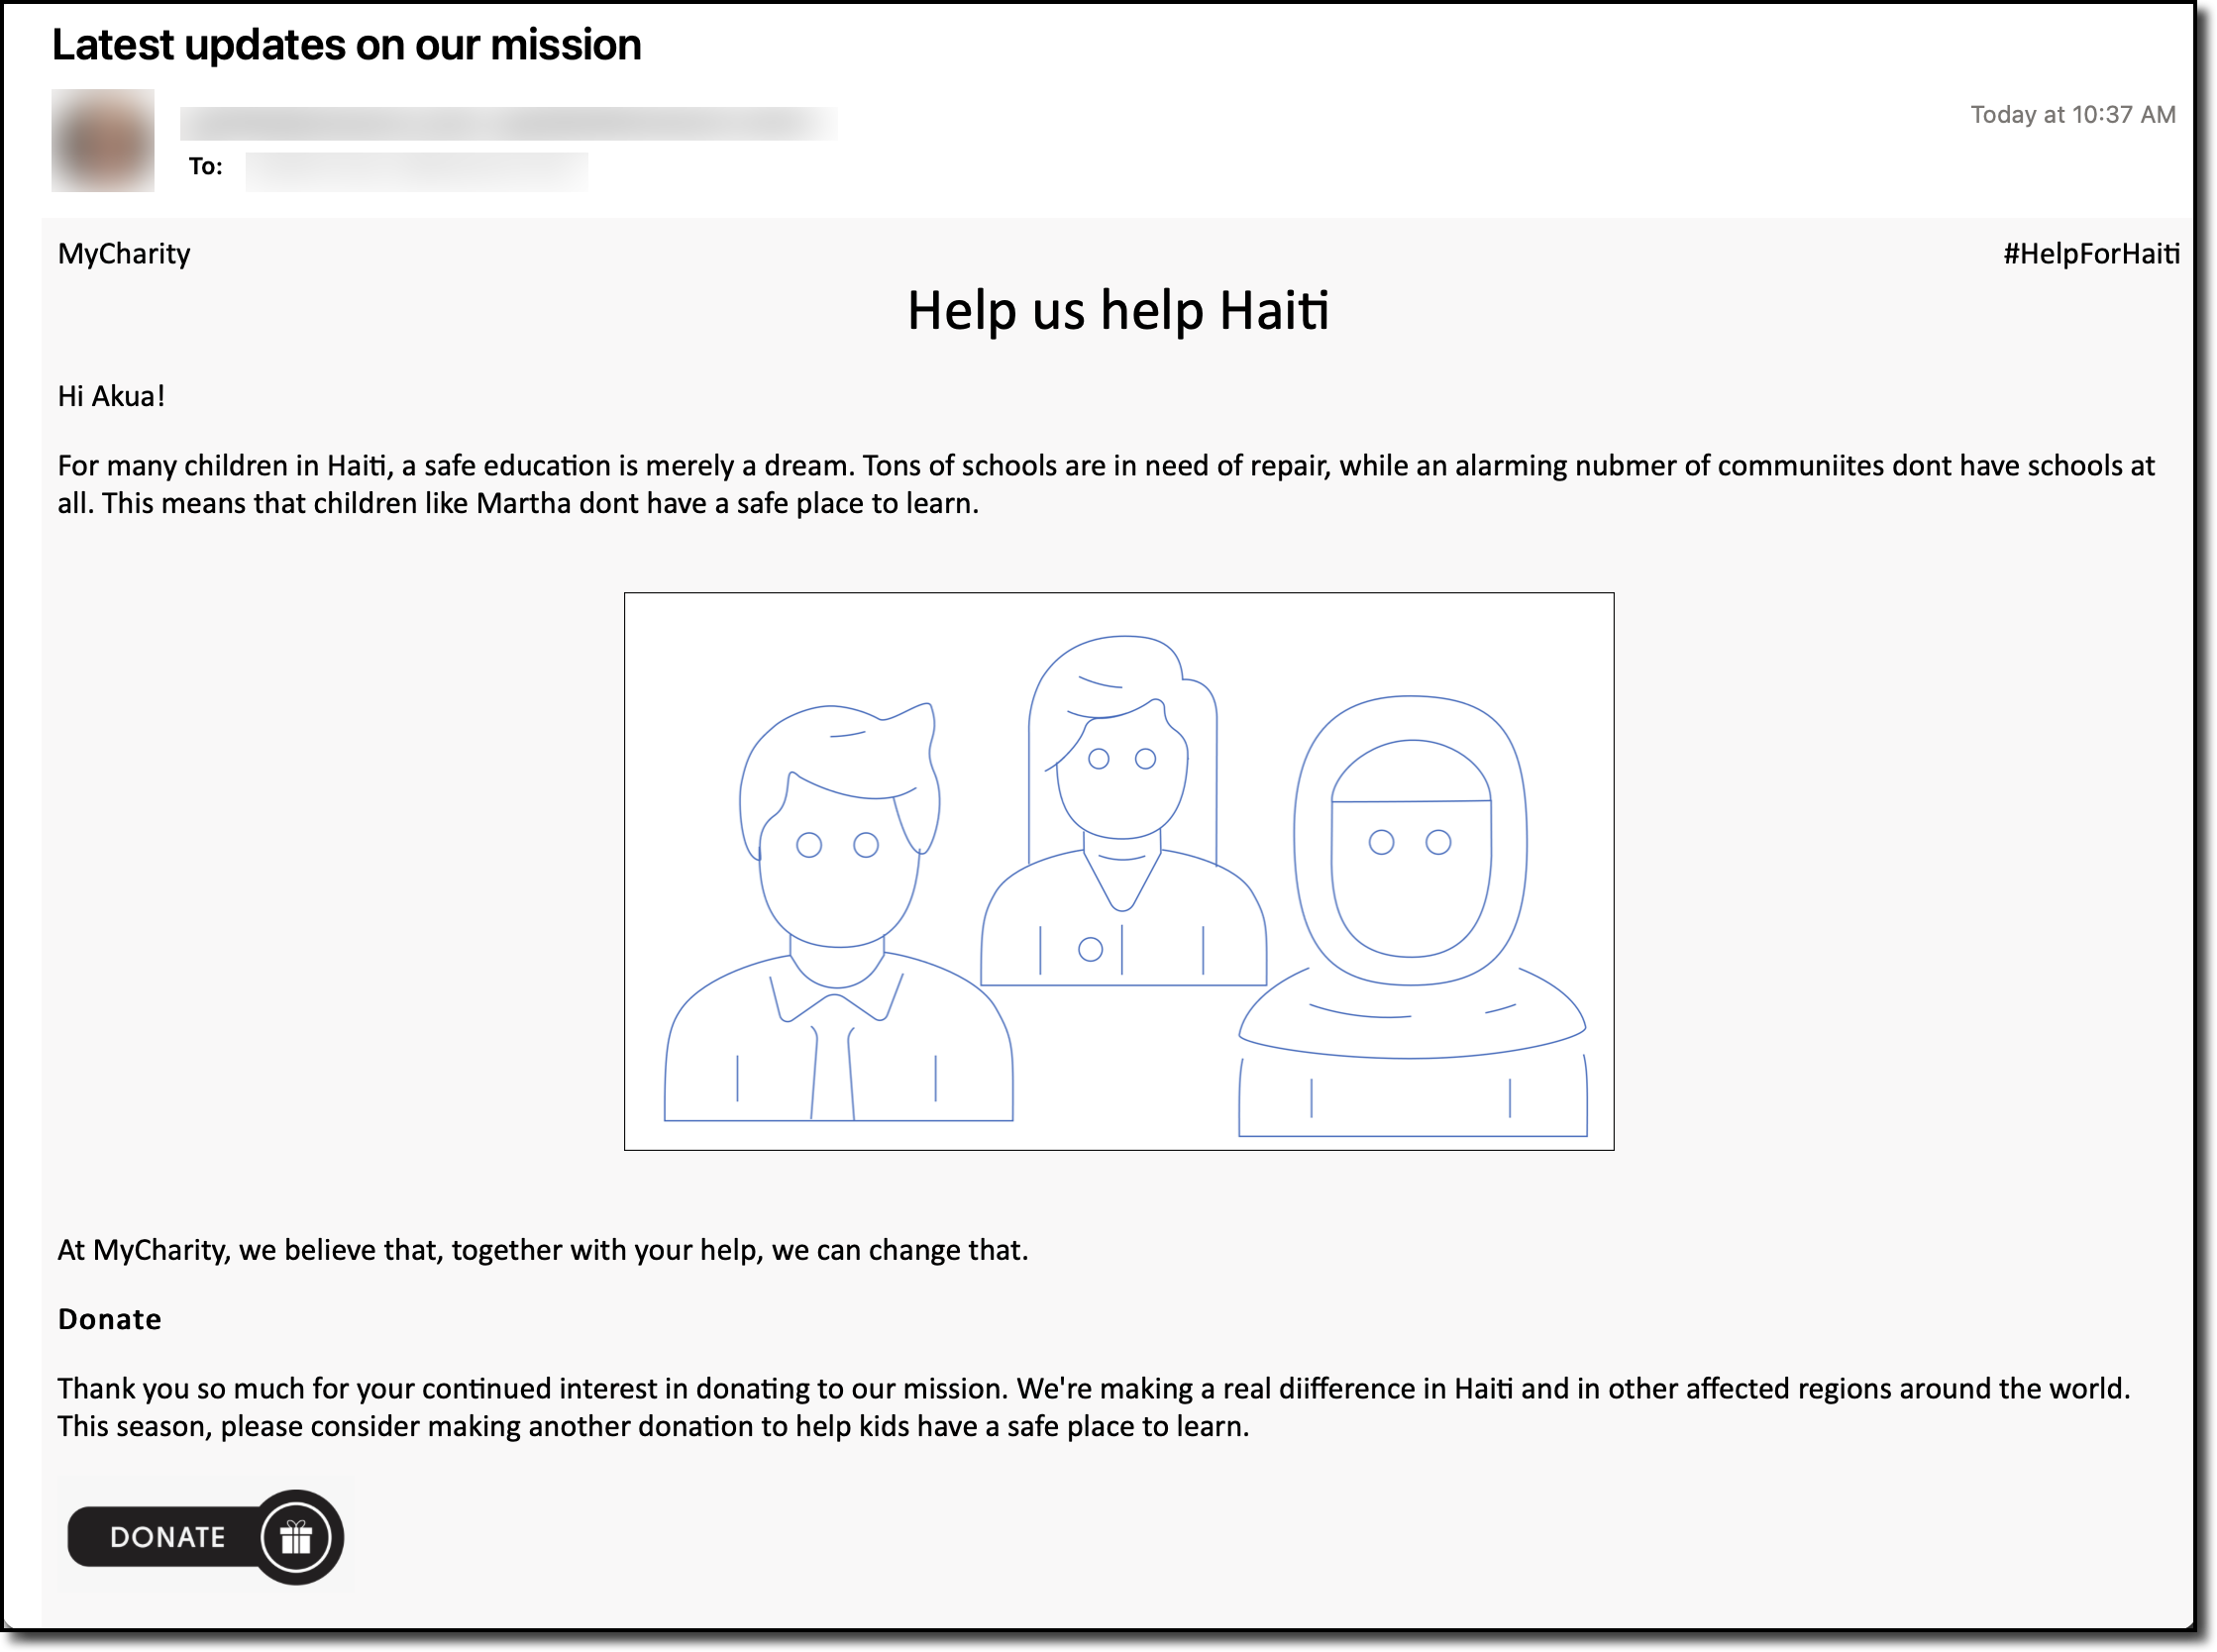 Latest updates on our mission
Today at 10:37 AM
To:
MyCharity
#HelpForHaiti
Help us help Haiti
Hi Akua!
For many children in Haiti, a safe education is merely a dream. Tons of schools are in need of repair, while an alarming nubmer of communiites dont have schools at
all. This means that children like Martha dont have a safe place to learn.
At MyCharity, we believe that, together with your help, we can change that.
Donate
Thank you so much for your continued interest in donating to our mission. We're making a real diifference in Haiti and in other affected regions around the world.
This season, please consider making another donation to help kids have a safe place to learn.
DONATE